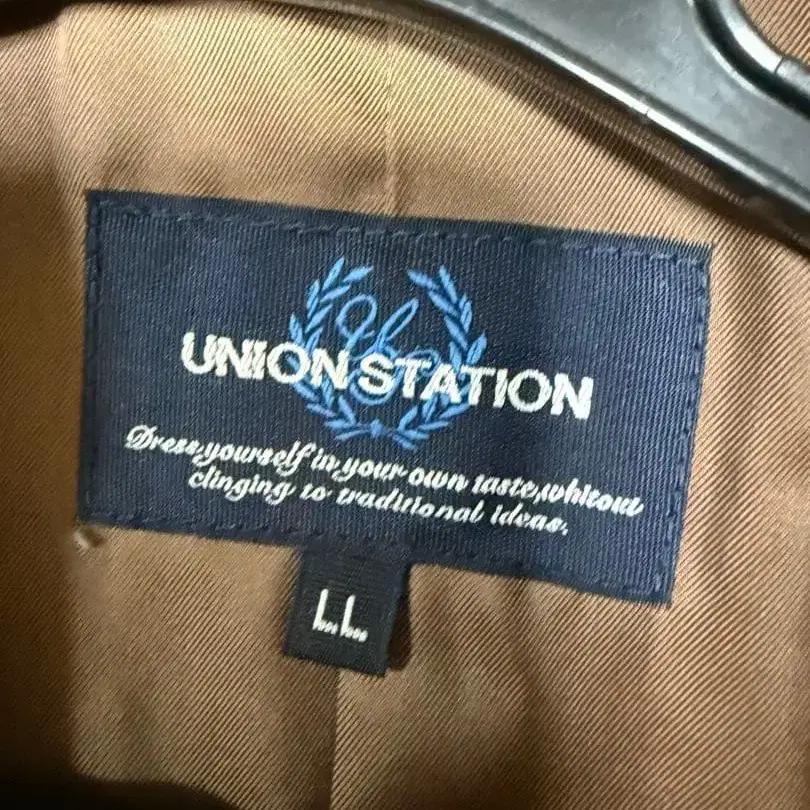 UNION STATION
Dress yourself in your own taste,whitout
clinging to traditional ideas.
LL